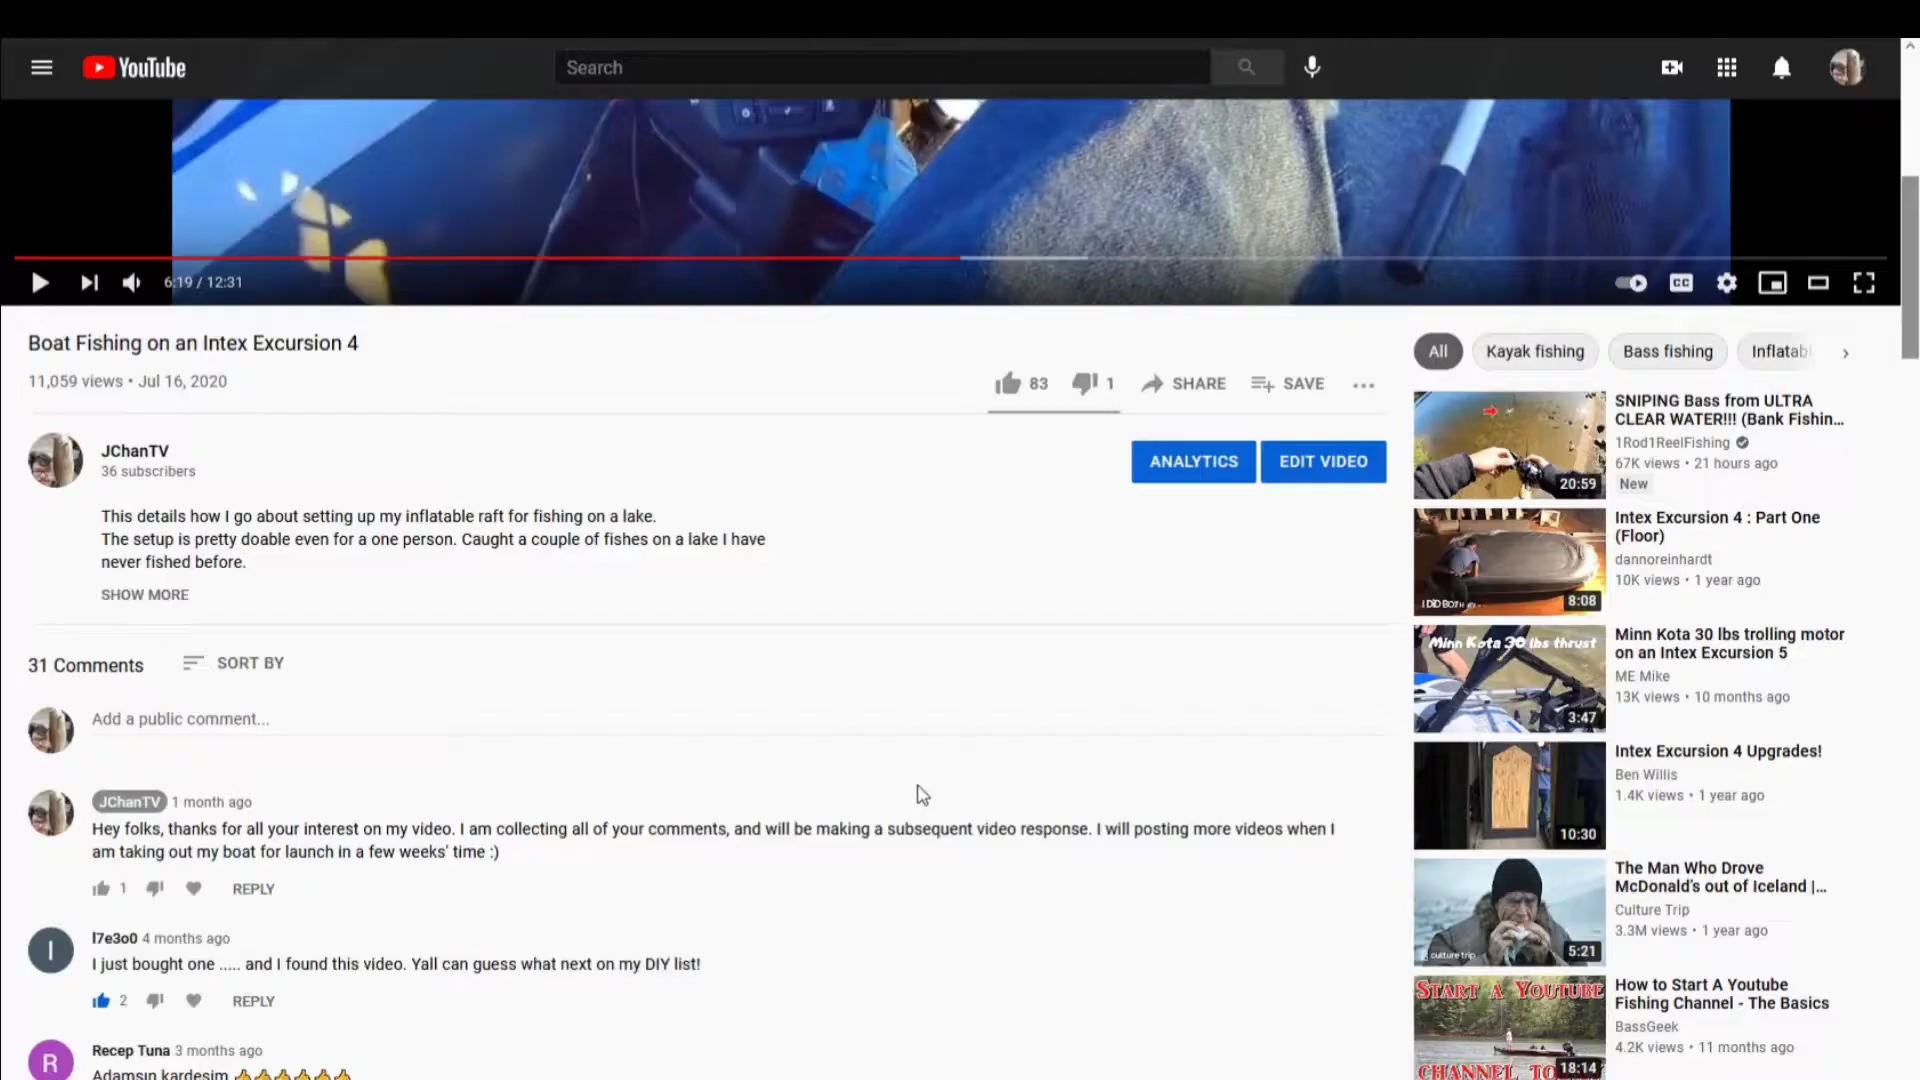 YouTube
Search
6:19 / 12:31
CC
Boat Fishing on an Intex Excursion 4
11,059 views • Jul 16, 2020
83
1
SHARE
SAVE
JChanTV
36 subscribers
ANALYTICS
EDIT VIDEO
This details how I go about setting up my inflatable raft for fishing on a lake.
The setup is pretty doable even for a one person. Caught a couple of fishes on a lake I have
never fished before.
SHOW MORE
31 Comments
SORT BY
Add a public comment...
JChanTV 1 month ago
Hey folks, thanks for all your interest on my video. I am collecting all of your comments, and will be making a subsequent video response. I will posting more videos when I
am taking out my boat for launch in a few weeks' time :)
1
REPLY
I
l7e3o0 4 months ago
I just bought one ..... and I found this video. Yall can guess what next on my DIY list!
2
REPLY
R
Recep Tuna 3 months ago
Adamsın kardesim 👍👍👍👍👍👍
All
Kayak fishing
Bass fishing
Inflatabl
SNIPING Bass from ULTRA
CLEAR WATER!!! (Bank Fishin...
1Rod1ReelFishing
67K views • 21 hours ago
New
20:59
Intex Excursion 4 : Part One
(Floor)
dannoreinhardt
10K views • 1 year ago
I DID BOTH
8:08
Minn Kota 30 lbs thrust
Minn Kota 30 lbs trolling motor
on an Intex Excursion 5
ME Mike
13K views • 10 months ago
3:47
Intex Excursion 4 Upgrades!
Ben Willis
1.4K views • 1 year ago
10:30
The Man Who Drove
McDonald's out of Iceland |...
Culture Trip
3.3M views • 1 year ago
culture trip
5:21
START A YOUTUBE
How to Start A Youtube
Fishing Channel - The Basics
BassGeek
4.2K views • 11 months ago
CHANNEL
18:14